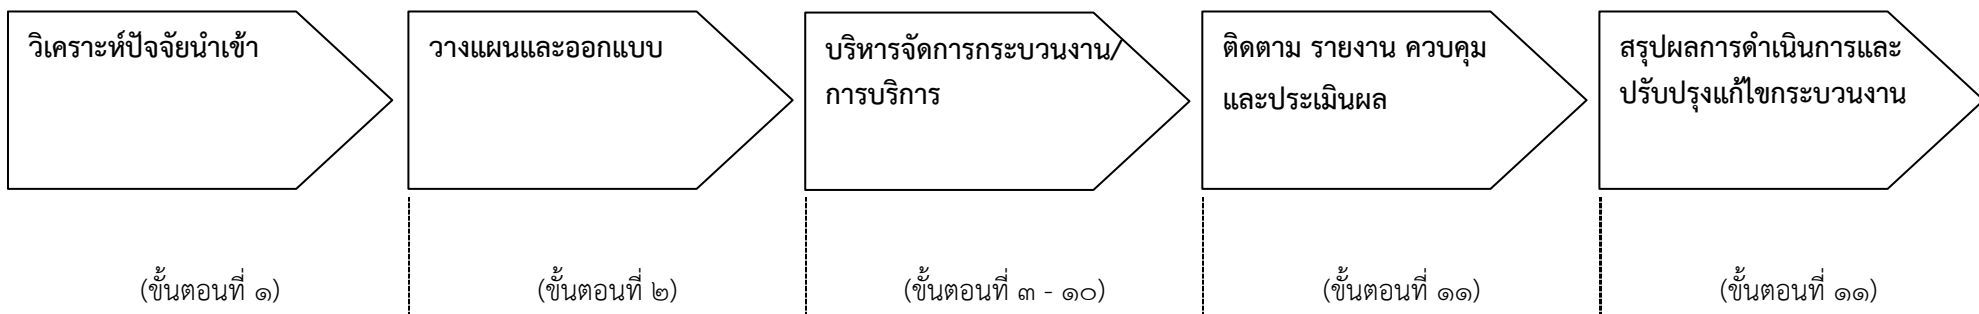 วิเคราะห์ปัจจัยนำเข้า
วางแผนและออกแบบ
บริหารจัดการกระบวนงาน/
การบริการ
ติดตาม รายงาน ควบคุม
และประเมินผล
สรุปผลการดำเนินการและ
ปรับปรุงแก้ไขกระบวนงาน
(ขั้นตอนที่ ๑)
(ขั้นตอนที่ ๒)
(ขั้นตอนที่ ๓ - ๑๐)
(ขั้นตอนที่ ๑๑)
(ขั้นตอนที่ ๑๑)